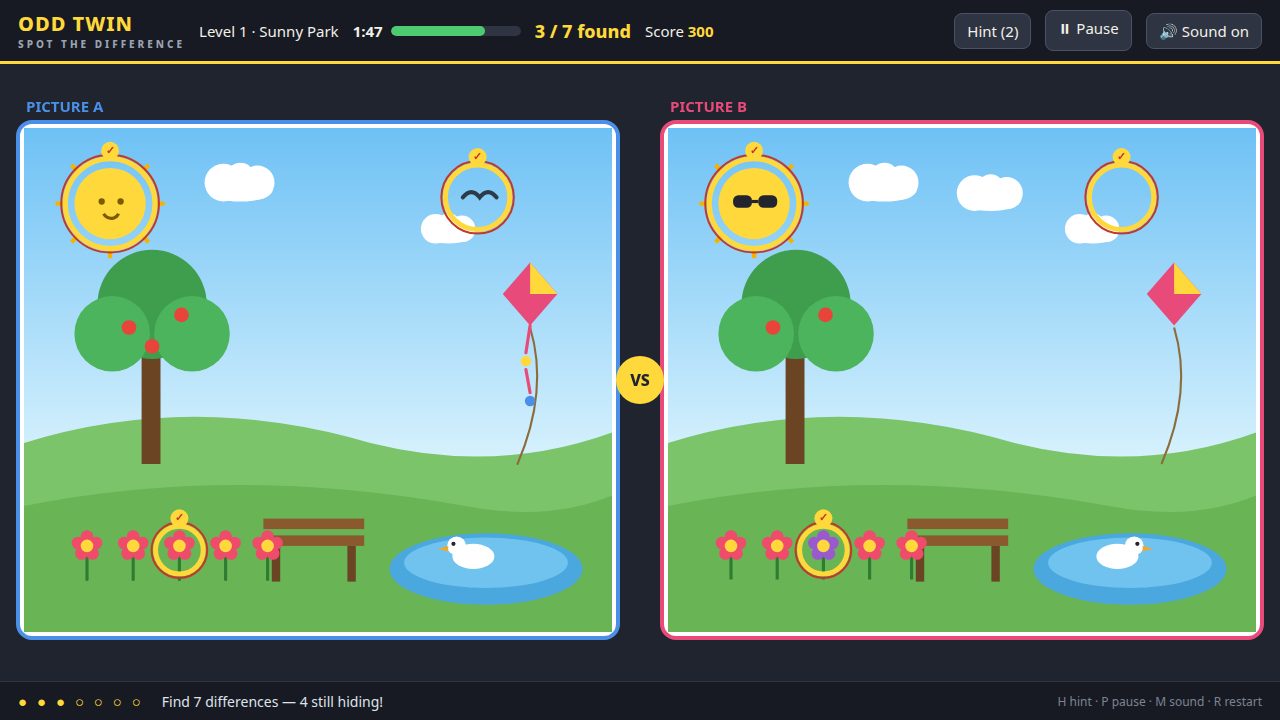 ODD TWIN
SPOT THE DIFFERENCE
Level 1 · Sunny Park 1:47 3 / 7 found Score 300
Hint (2) ⏸ Pause 🔊 Sound on
PICTURE A
PICTURE B
VS
● ● ● ○ ○ ○ ○ Find 7 differences — 4 still hiding!
H hint · P pause · M sound · R restart